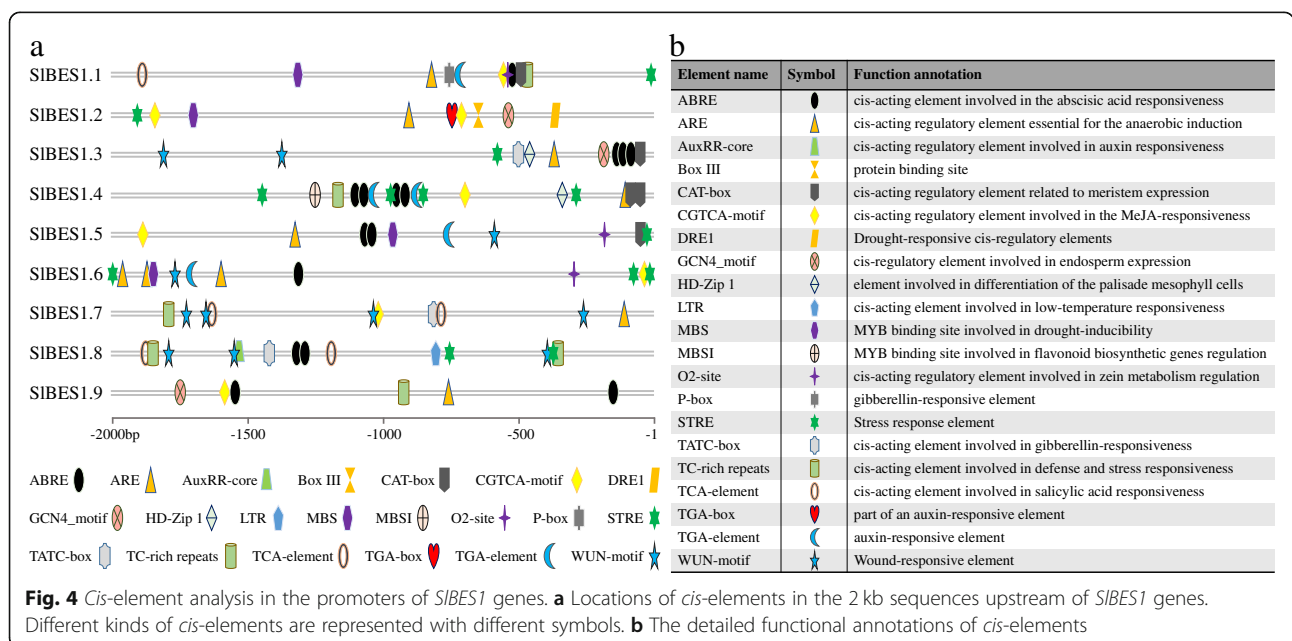 a
SlBES1.1
SlBES1.2
SlBES1.3
SlBES1.4
SlBES1.5
SlBES1.6
SlBES1.7
SlBES1.8
SlBES1.9
-2000bp -1500 -1000 -500 -1
ABRE ARE AuxRR-core Box III CAT-box CGTCA-motif DRE1
GCN4_motif HD-Zip 1 LTR MBS MBSI O2-site P-box STRE
TATC-box TC-rich repeats TCA-element TGA-box TGA-element WUN-motif
b
Element name Symbol Function annotation
ABRE cis-acting element involved in the abscisic acid responsiveness
ARE cis-acting regulatory element essential for the anaerobic induction
AuxRR-core cis-acting regulatory element involved in auxin responsiveness
Box III protein binding site
CAT-box cis-acting regulatory element related to meristem expression
CGTCA-motif cis-acting regulatory element involved in the MeJA-responsiveness
DRE1 Drought-responsive cis-regulatory elements
GCN4_motif cis-regulatory element involved in endosperm expression
HD-Zip 1 element involved in differentiation of the palisade mesophyll cells
LTR cis-acting element involved in low-temperature responsiveness
MBS MYB binding site involved in drought-inducibility
MBSI MYB binding site involved in flavonoid biosynthetic genes regulation
O2-site cis-acting regulatory element involved in zein metabolism regulation
P-box gibberellin-responsive element
STRE Stress response element
TATC-box cis-acting element involved in gibberellin-responsiveness
TC-rich repeats cis-acting element involved in defense and stress responsiveness
TCA-element cis-acting element involved in salicylic acid responsiveness
TGA-box part of an auxin-responsive element
TGA-element auxin-responsive element
WUN-motif Wound-responsive element
Fig. 4 Cis-element analysis in the promoters of SlBES1 genes. a Locations of cis-elements in the 2 kb sequences upstream of SlBES1 genes.
Different kinds of cis-elements are represented with different symbols. b The detailed functional annotations of cis-elements